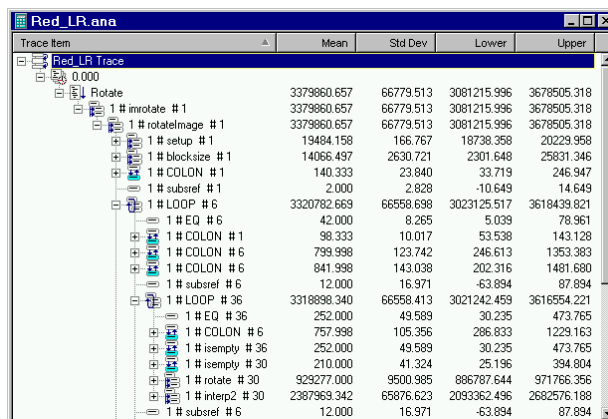 Red_LR.ana
Trace Item Mean Std Dev Lower Upper
Red_LR Trace
0.000
Rotate 3379860.657 66779.513 3081215.996 3678505.318
1 # imrotate # 1 3379860.657 66779.513 3081215.996 3678505.318
1 # rotateImage # 1 3379860.657 66779.513 3081215.996 3678505.318
1 # setup # 1 19484.158 166.767 18738.358 20229.958
1 # blocksize # 1 14066.497 2630.721 2301.648 25831.346
1 # COLON # 1 140.333 23.840 33.719 246.947
1 # subsref # 1 2.000 2.828 -10.649 14.649
1 # LOOP # 6 3320782.669 66558.698 3023125.517 3618439.821
1 # EQ # 6 42.000 8.265 5.039 78.961
1 # COLON # 1 98.333 10.017 53.538 143.128
1 # COLON # 6 799.998 123.742 246.613 1353.383
1 # COLON # 6 841.998 143.038 202.316 1481.680
1 # subsref # 6 12.000 16.971 -63.894 87.894
1 # LOOP # 36 3318898.340 66558.413 3021242.459 3616554.221
1 # EQ # 36 252.000 49.589 30.235 473.765
1 # COLON # 6 757.998 105.356 286.833 1229.163
1 # isempty # 36 252.000 49.589 30.235 473.765
1 # isempty # 30 210.000 41.324 25.196 394.804
1 # rotate # 30 929277.000 9500.985 886787.644 971766.356
1 # interp2 # 30 2387969.342 65876.623 2093362.496 2682576.188
1 # subsref # 6 12.000 16.971 -63.894 87.894